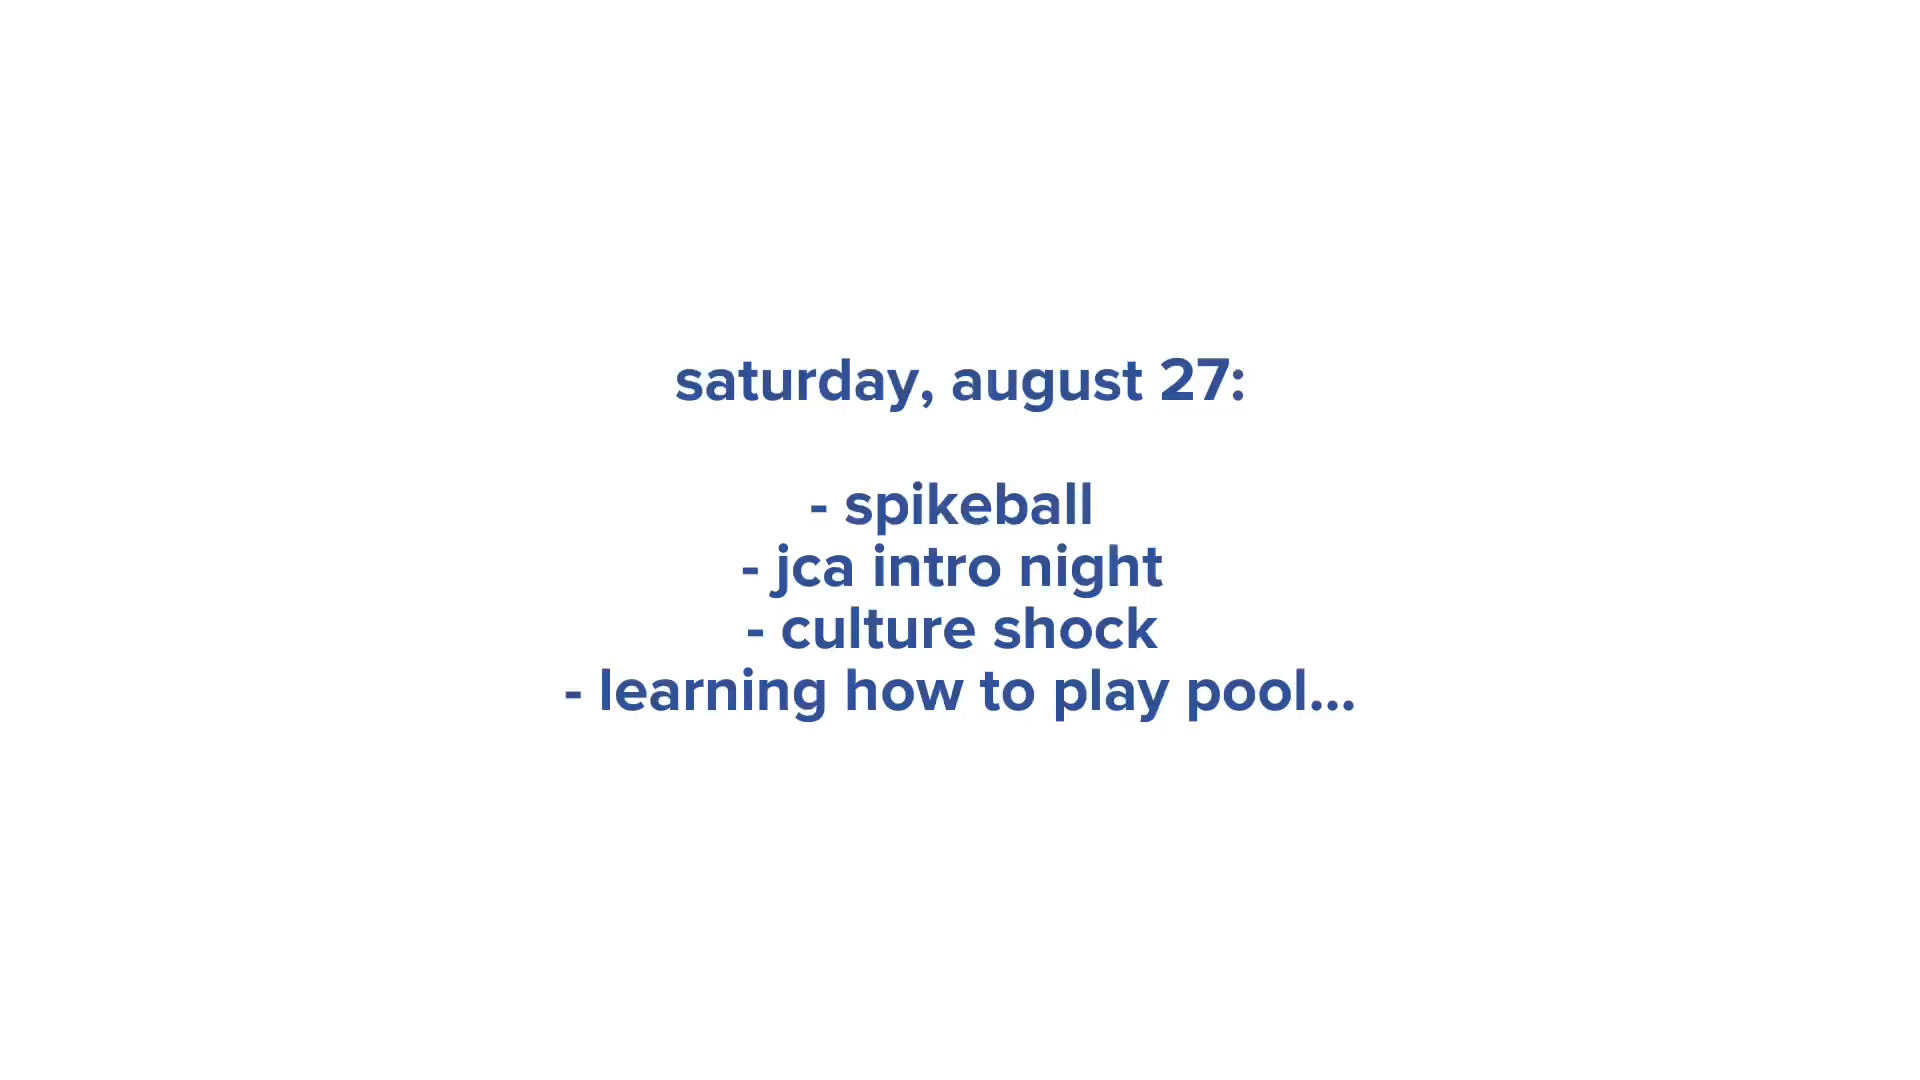 saturday, august 27:
- spikeball
- jca intro night
- culture shock
- learning how to play pool...